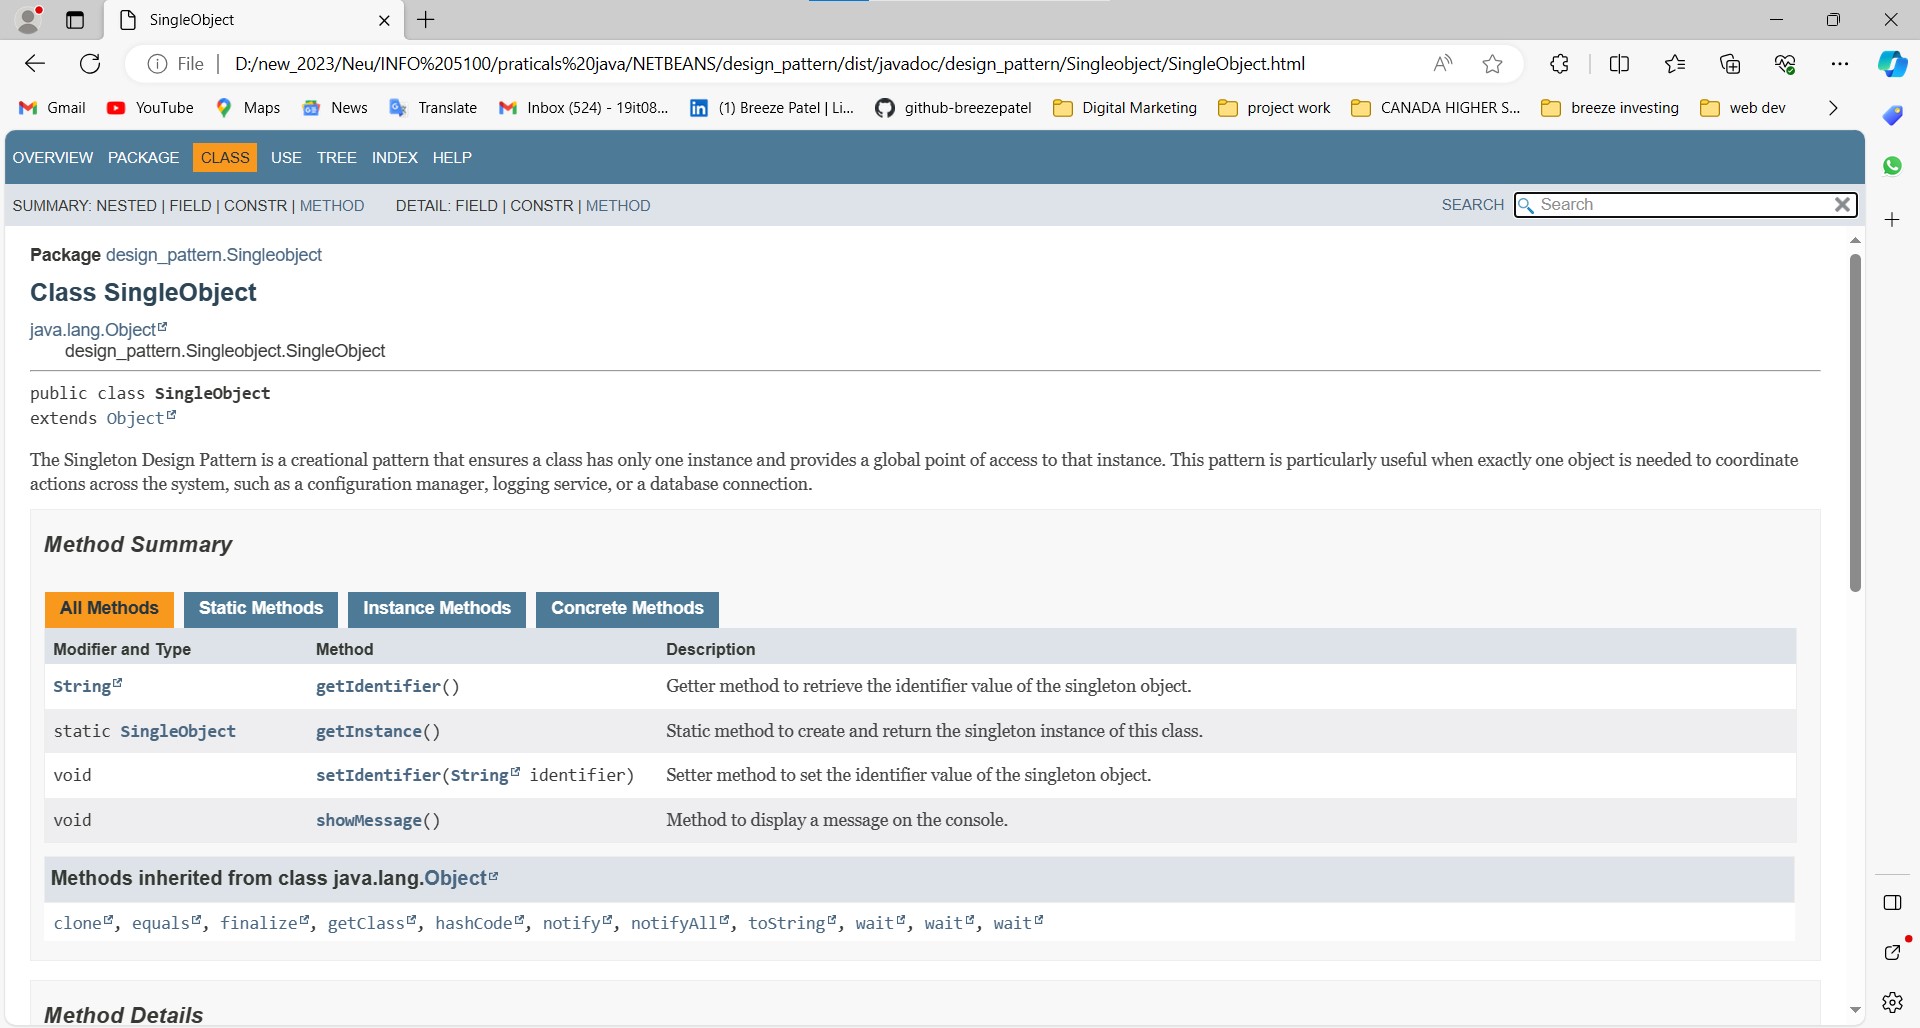 SingleObject
File
D:/new_2023/Neu/INFO%205100/praticals%20java/NETBEANS/design_pattern/dist/javadoc/design_pattern/Singleobject/SingleObject.html
Gmail YouTube Maps News Translate Inbox (524) - 19it08... (1) Breeze Patel | Li... github-breezepatel Digital Marketing project work CANADA HIGHER S... breeze investing web dev
OVERVIEW PACKAGE CLASS USE TREE INDEX HELP
SUMMARY: NESTED | FIELD | CONSTR | METHOD DETAIL: FIELD | CONSTR | METHOD SEARCH Search
Package design_pattern.Singleobject
Class SingleObject
java.lang.Object
design_pattern.Singleobject.SingleObject
public class SingleObject
extends Object
The Singleton Design Pattern is a creational pattern that ensures a class has only one instance and provides a global point of access to that instance. This pattern is particularly useful when exactly one object is needed to coordinate
actions across the system, such as a configuration manager, logging service, or a database connection.
Method Summary
All Methods Static Methods Instance Methods Concrete Methods
Modifier and Type Method Description
String getIdentifier() Getter method to retrieve the identifier value of the singleton object.
static SingleObject getInstance() Static method to create and return the singleton instance of this class.
void setIdentifier(String identifier) Setter method to set the identifier value of the singleton object.
void showMessage() Method to display a message on the console.
Methods inherited from class java.lang.Object
clone, equals, finalize, getClass, hashCode, notify, notifyAll, toString, wait, wait, wait
Method Details